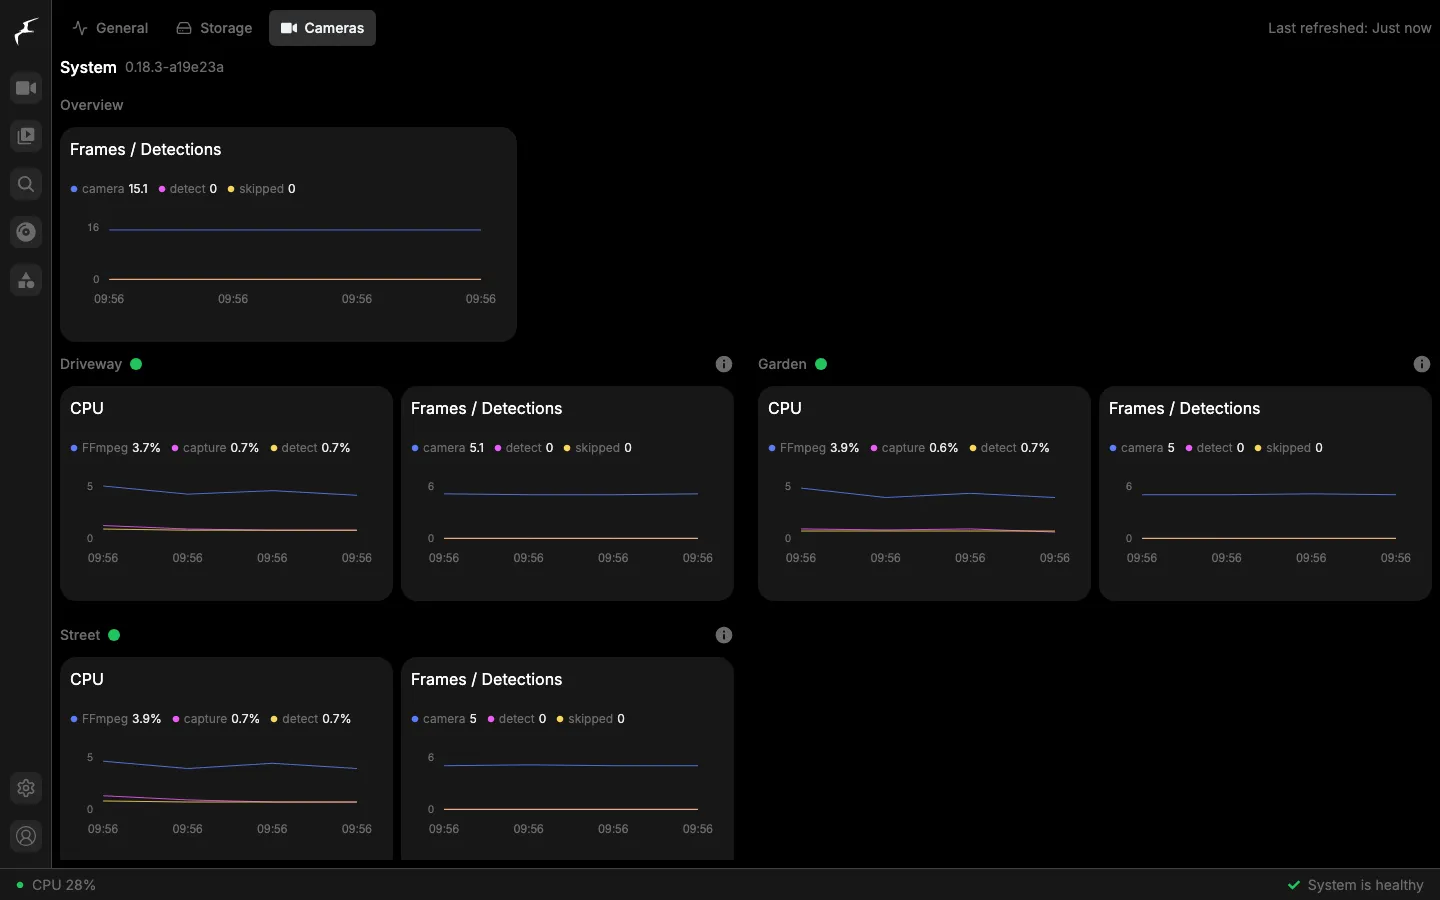 General Storage Cameras Last refreshed: Just now
System 0.18.3-a19e23a
Overview
Frames / Detections
camera 15.1 detect 0 skipped 0
16
0
09:56 09:56 09:56 09:56
Driveway
CPU
FFmpeg 3.7% capture 0.7% detect 0.7%
5
0
09:56 09:56 09:56 09:56
Frames / Detections
camera 5.1 detect 0 skipped 0
6
0
09:56 09:56 09:56 09:56
Garden
CPU
FFmpeg 3.9% capture 0.6% detect 0.7%
5
0
09:56 09:56 09:56 09:56
Frames / Detections
camera 5 detect 0 skipped 0
6
0
09:56 09:56 09:56 09:56
Street
CPU
FFmpeg 3.9% capture 0.7% detect 0.7%
5
0
09:56 09:56 09:56 09:56
Frames / Detections
camera 5 detect 0 skipped 0
6
0
09:56 09:56 09:56 09:56
CPU 28% System is healthy